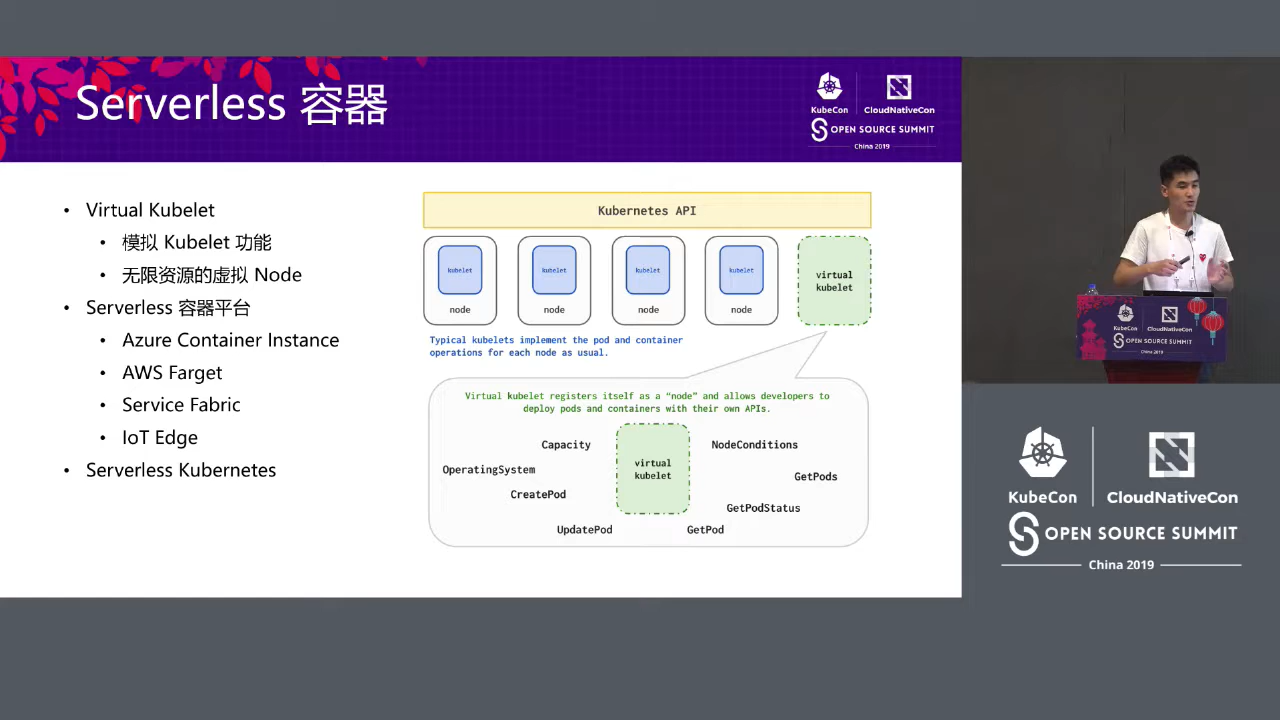 Serverless 容器
KubeCon
CloudNativeCon
OPEN SOURCE SUMMIT
China 2019
• Virtual Kubelet
• 模拟 Kubelet 功能
• 无限资源的虚拟 Node
• Serverless 容器平台
• Azure Container Instance
• AWS Farget
• Service Fabric
• IoT Edge
• Serverless Kubernetes
Kubernetes API
kubelet
node
kubelet
node
kubelet
node
kubelet
node
virtual
kubelet
Typical kubelets implement the pod and container
operations for each node as usual.
Virtual kubelet registers itself as a “node” and allows developers to
deploy pods and containers with their own APIs.
Capacity
NodeConditions
OperatingSystem
virtual
kubelet
GetPods
CreatePod
GetPodStatus
UpdatePod
GetPod
KubeCon
CloudNativeCon
OPEN SOURCE SUMMIT
China 2019
KubeCon
CloudNativeCon
OPEN SOURCE SUMMIT
China 2019